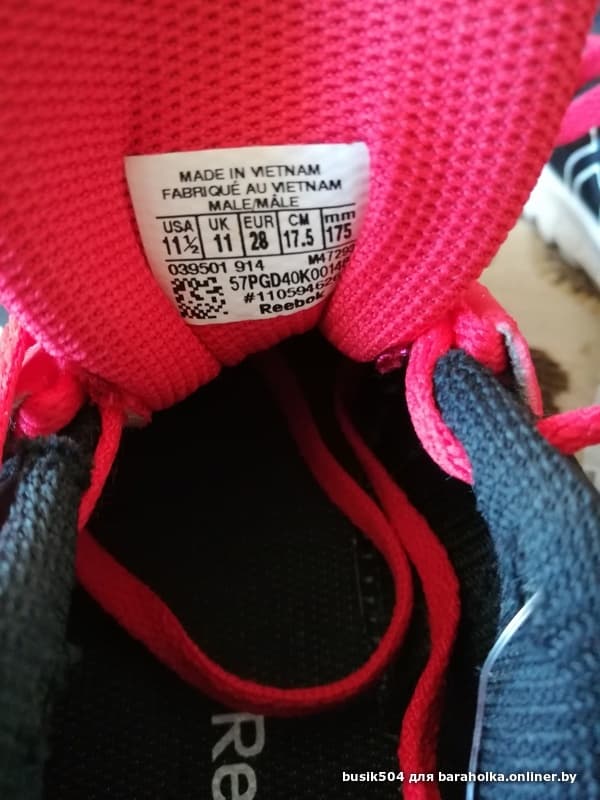 MADE IN VIETNAM
FABRIQUÉ AU VIETNAM
MALE/MÂLE
USA UK EUR CM mm
11½ 11 28 17.5 175
039501 914
Reebok
Re
busik504 для baraholka.onliner.by